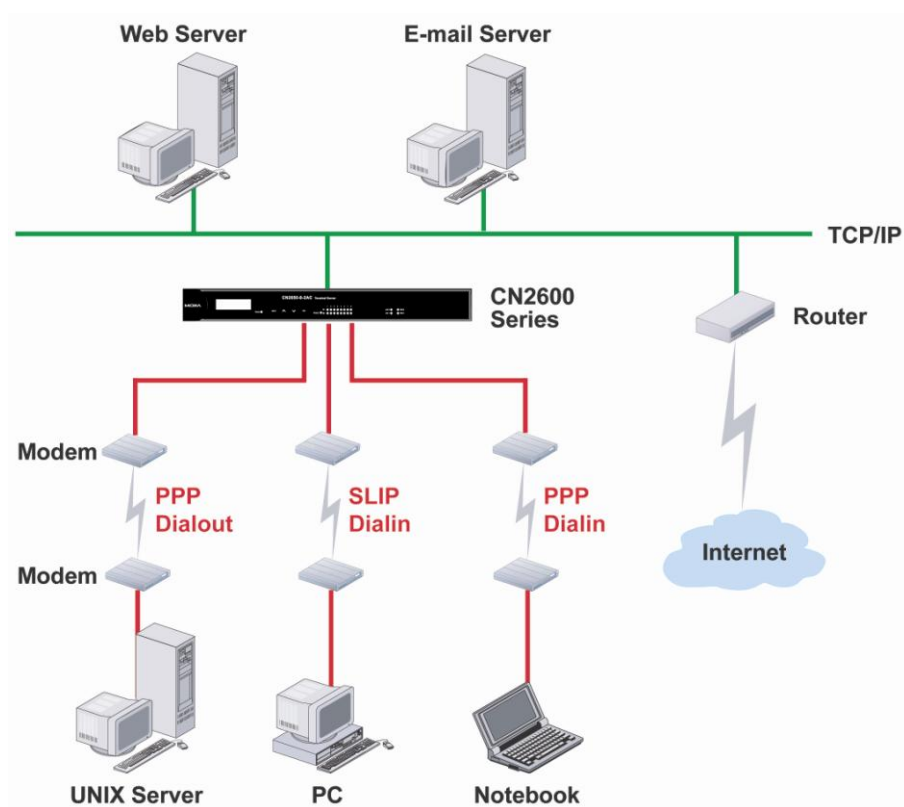 Web Server
E-mail Server
TCP/IP
MOXA
CN2600
Series
Router
Modem
PPP
Dialout
SLIP
Dialin
PPP
Dialin
Internet
Modem
UNIX Server
PC
Notebook